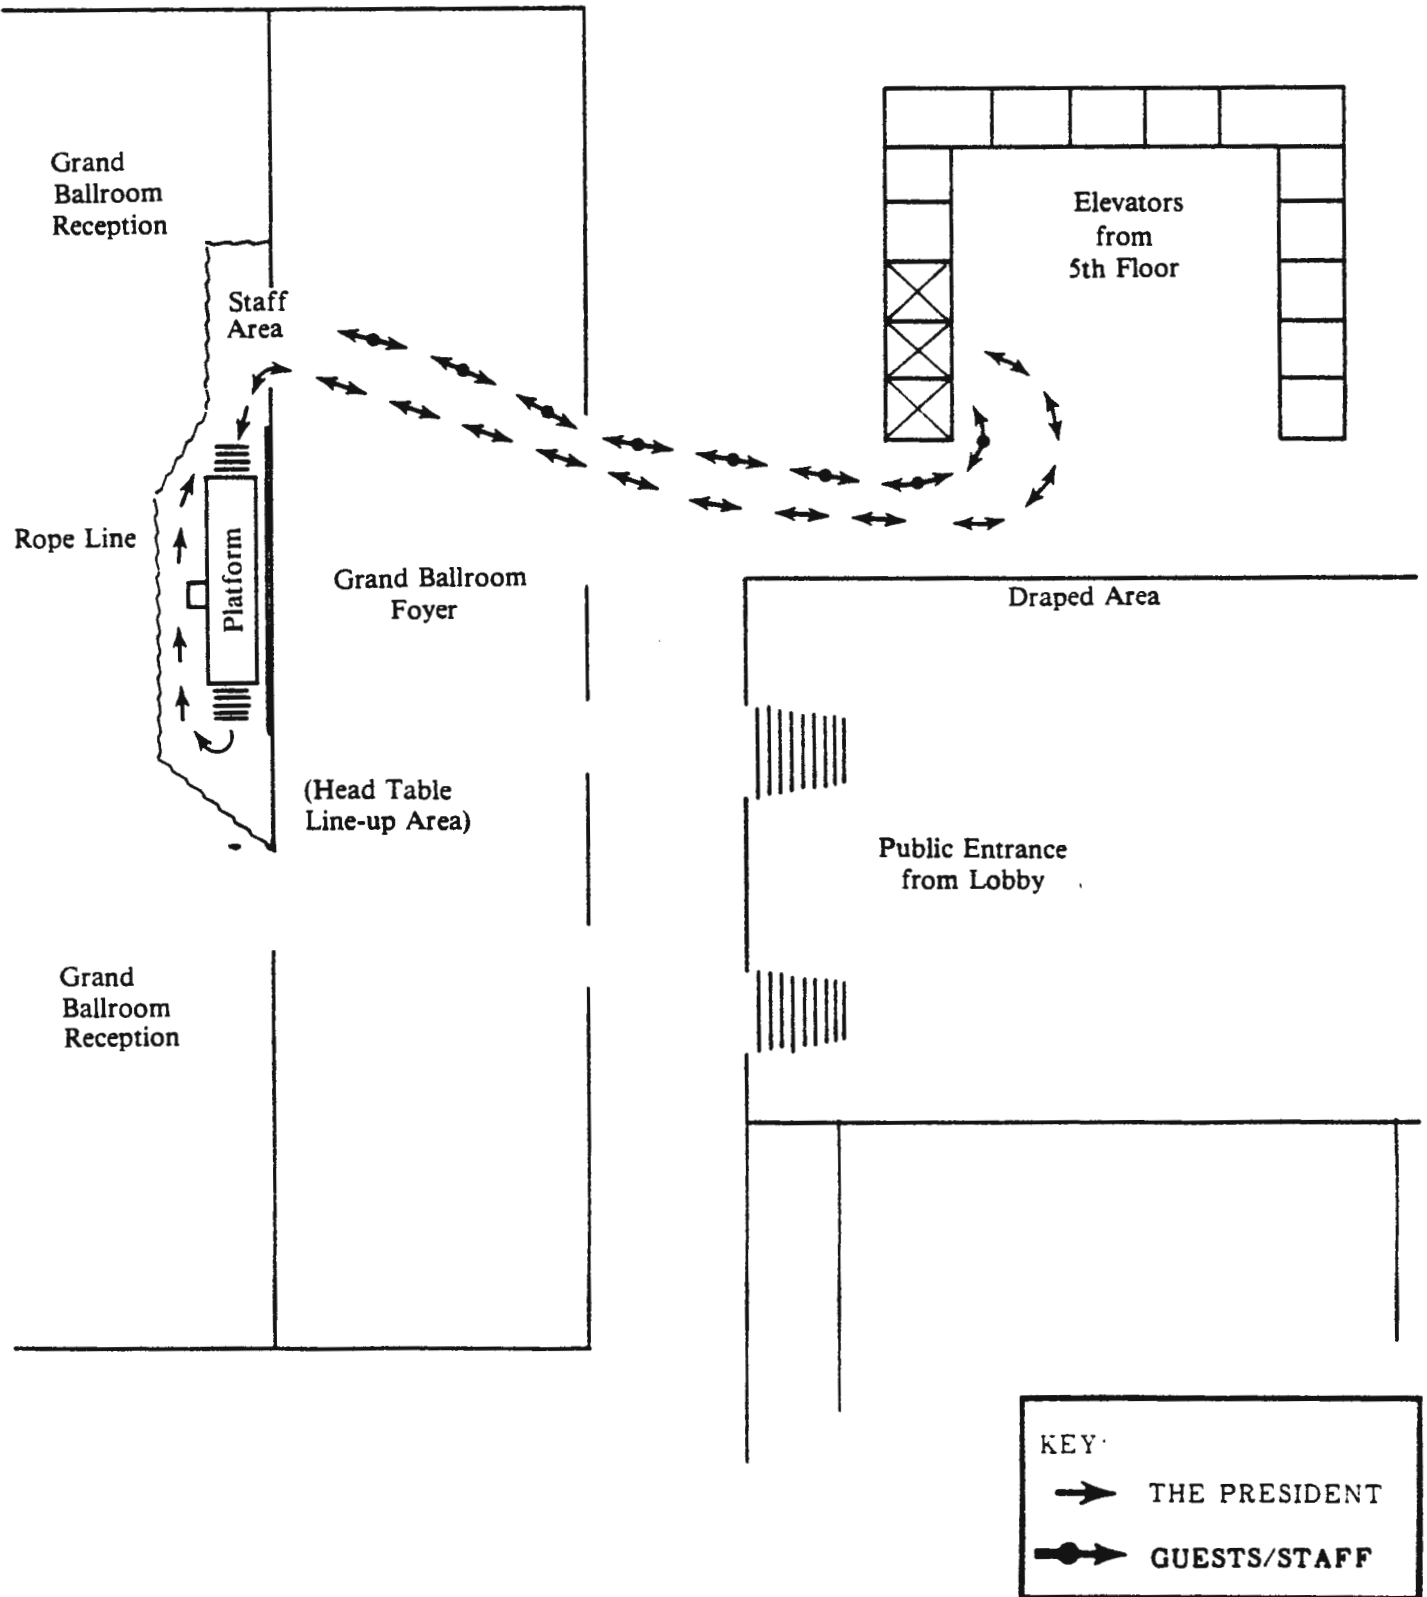 Grand
Ballroom
Reception
Elevators
from
5th Floor
Staff
Area
Rope Line
Platform
Grand Ballroom
Foyer
Draped Area
(Head Table
Line-up Area)
Public Entrance
from Lobby
Grand
Ballroom
Reception
KEY
THE PRESIDENT
GUESTS/STAFF